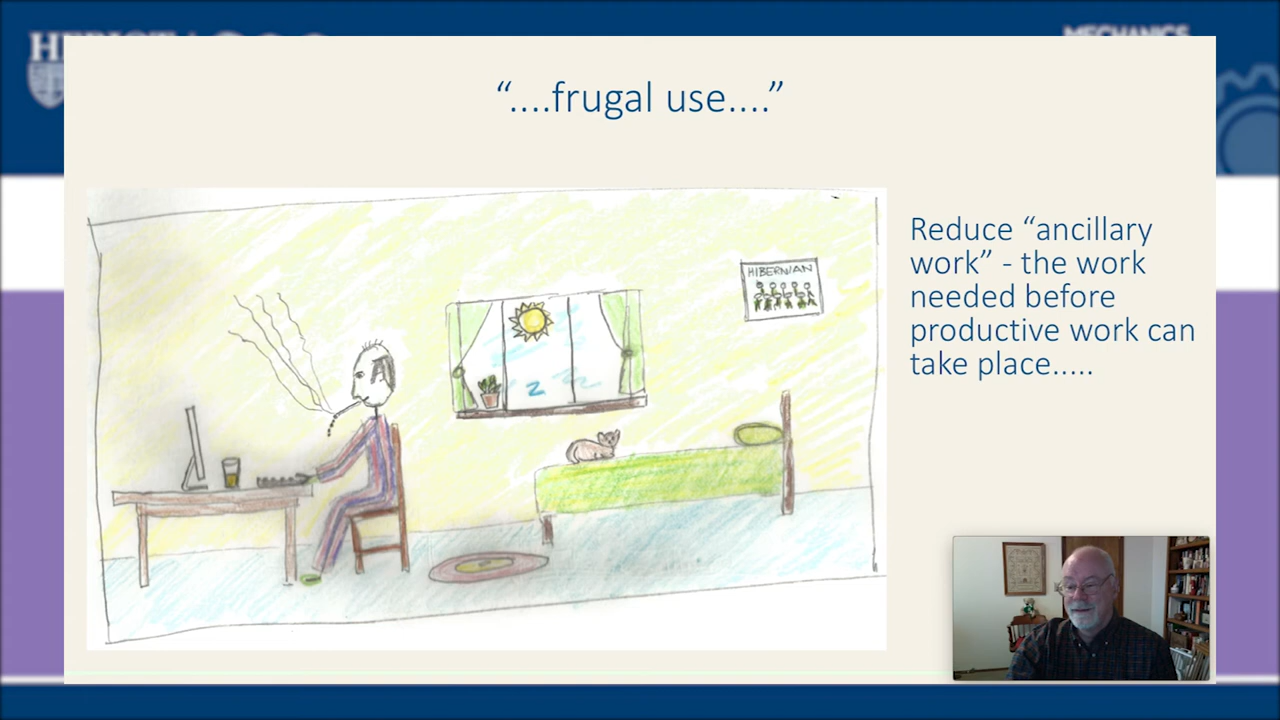 “....frugal use....”
Reduce “ancillary
work” - the work
needed before
productive work can
take place.....
HIBERNIAN